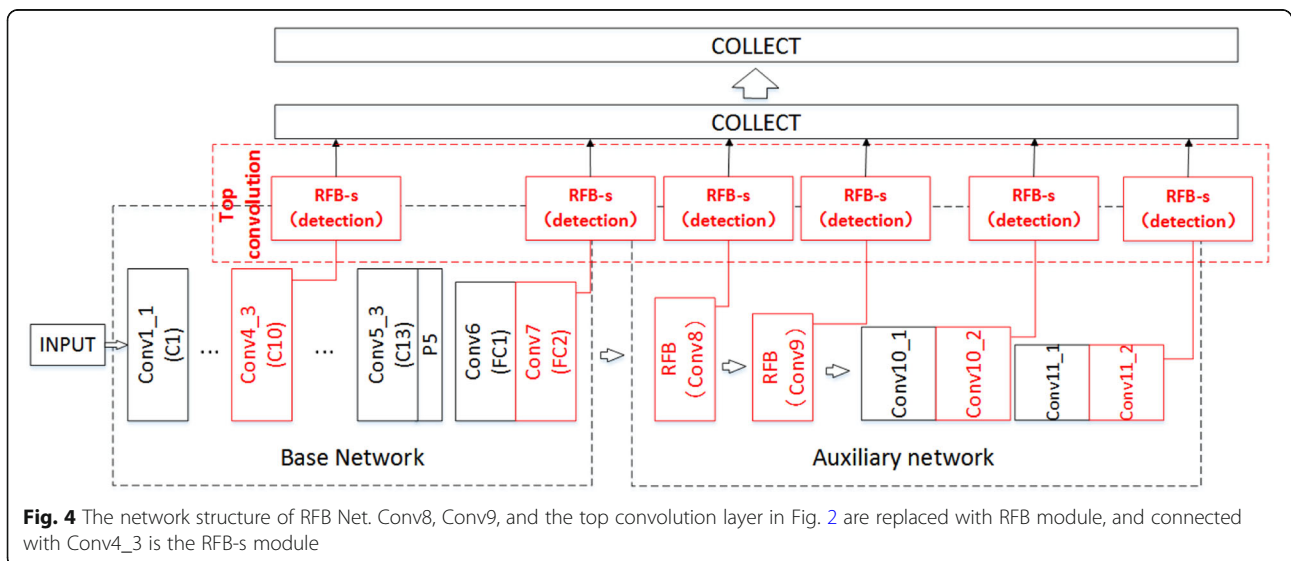 COLLECT
COLLECT
Top
convolution
RFB-s
(detection)
RFB-s
(detection)
RFB-s
(detection)
RFB-s
(detection)
RFB-s
(detection)
RFB-s
(detection)
INPUT
Conv1_1
(C1)
...
Conv4_3
(C10)
...
Conv5_3
(C13)
P5
Conv6
(FC1)
Conv7
(FC2)
RFB
(Conv8)
RFB
(Conv9)
Conv10_1
Conv10_2
Conv11_1
Conv11_2
Base Network
Auxiliary network
Fig. 4 The network structure of RFB Net. Conv8, Conv9, and the top convolution layer in Fig. 2 are replaced with RFB module, and connected
with Conv4_3 is the RFB-s module